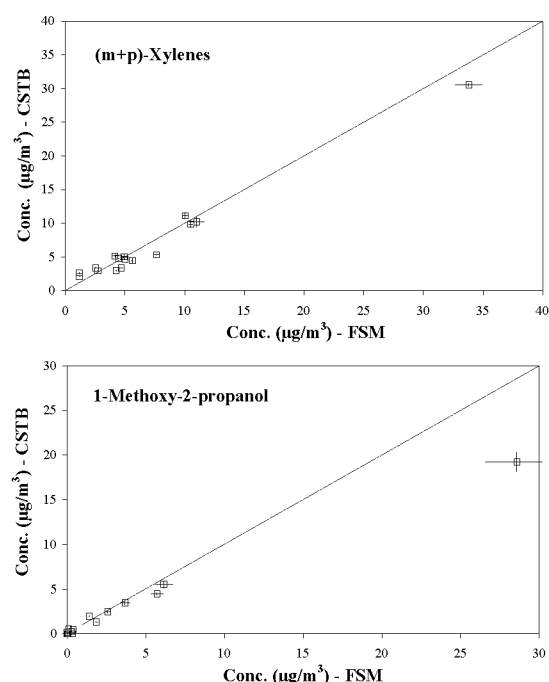 40
(m+p)-Xylenes
35
30
25
20
15
10
5
0
Conc. (µg/m³) - CSTB
0 5 10 15 20 25 30 35 40
Conc. (µg/m³) - FSM
30
1-Methoxy-2-propanol
25
20
15
10
5
0
Conc. (µg/m³) - CSTB
0 5 10 15 20 25 30
Conc. (µg/m³) - FSM